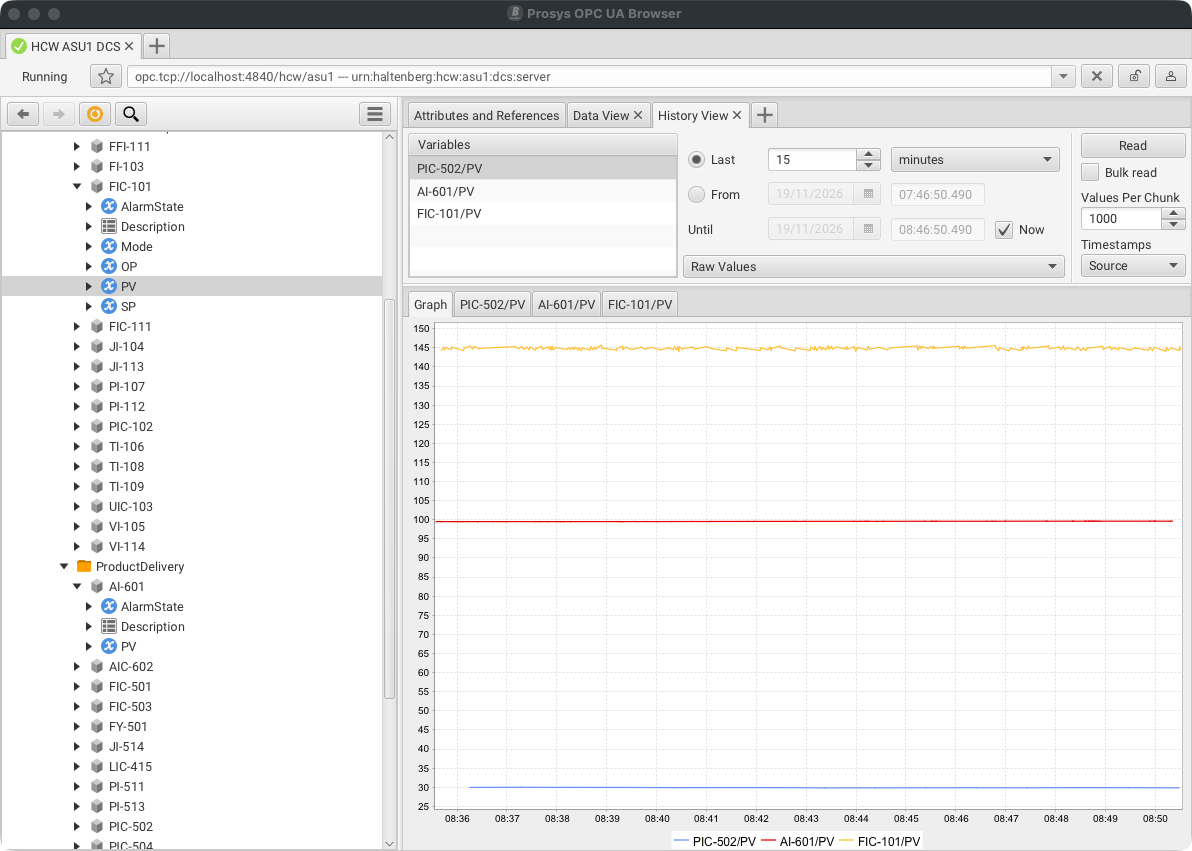 Prosys OPC UA Browser
HCW ASU1 DCS
Running
opc.tcp://localhost:4840/hcw/asu1 --- urn:haltenberg:hcw:asu1:dcs:server
FFI-111
FI-103
FIC-101
AlarmState
Description
Mode
OP
PV
SP
FIC-111
JI-104
JI-113
PI-107
PI-112
PIC-102
TI-106
TI-108
TI-109
UIC-103
VI-105
VI-114
ProductDelivery
AI-601
AlarmState
Description
PV
AIC-602
FIC-501
FIC-503
FY-501
JI-514
LIC-415
PI-511
PI-513
PIC-502
PIC-504
Attributes and References
Data View
History View
Variables
PIC-502/PV
AI-601/PV
FIC-101/PV
Last 15 minutes
From 19/11/2026 07:46:50.490
Until 19/11/2026 08:46:50.490 Now
Raw Values
Read
Bulk read
Values Per Chunk
1000
Timestamps
Source
Graph PIC-502/PV AI-601/PV FIC-101/PV
150
145
140
135
130
125
120
115
110
105
100
95
90
85
80
75
70
65
60
55
50
45
40
35
30
25
08:36 08:37 08:38 08:39 08:40 08:41 08:42 08:43 08:44 08:45 08:46 08:47 08:48 08:49 08:50
PIC-502/PV AI-601/PV FIC-101/PV